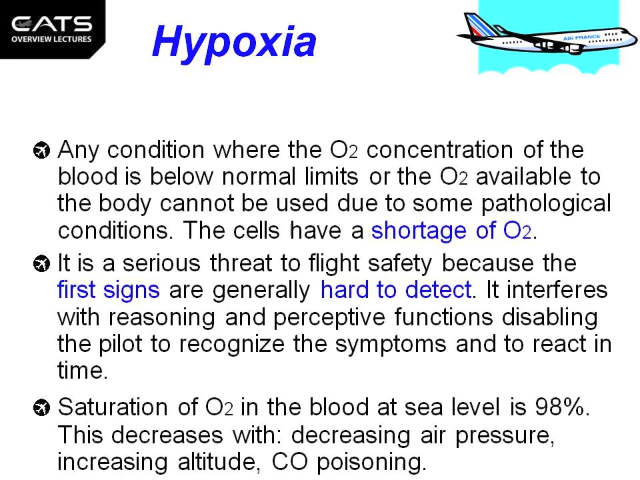 CATS
OVERVIEW LECTURES
Hypoxia
AIR FRANCE
Any condition where the O2 concentration of the
blood is below normal limits or the O2 available to
the body cannot be used due to some pathological
conditions. The cells have a shortage of O2.
It is a serious threat to flight safety because the
first signs are generally hard to detect. It interferes
with reasoning and perceptive functions disabling
the pilot to recognize the symptoms and to react in
time.
Saturation of O2 in the blood at sea level is 98%.
This decreases with: decreasing air pressure,
increasing altitude, CO poisoning.